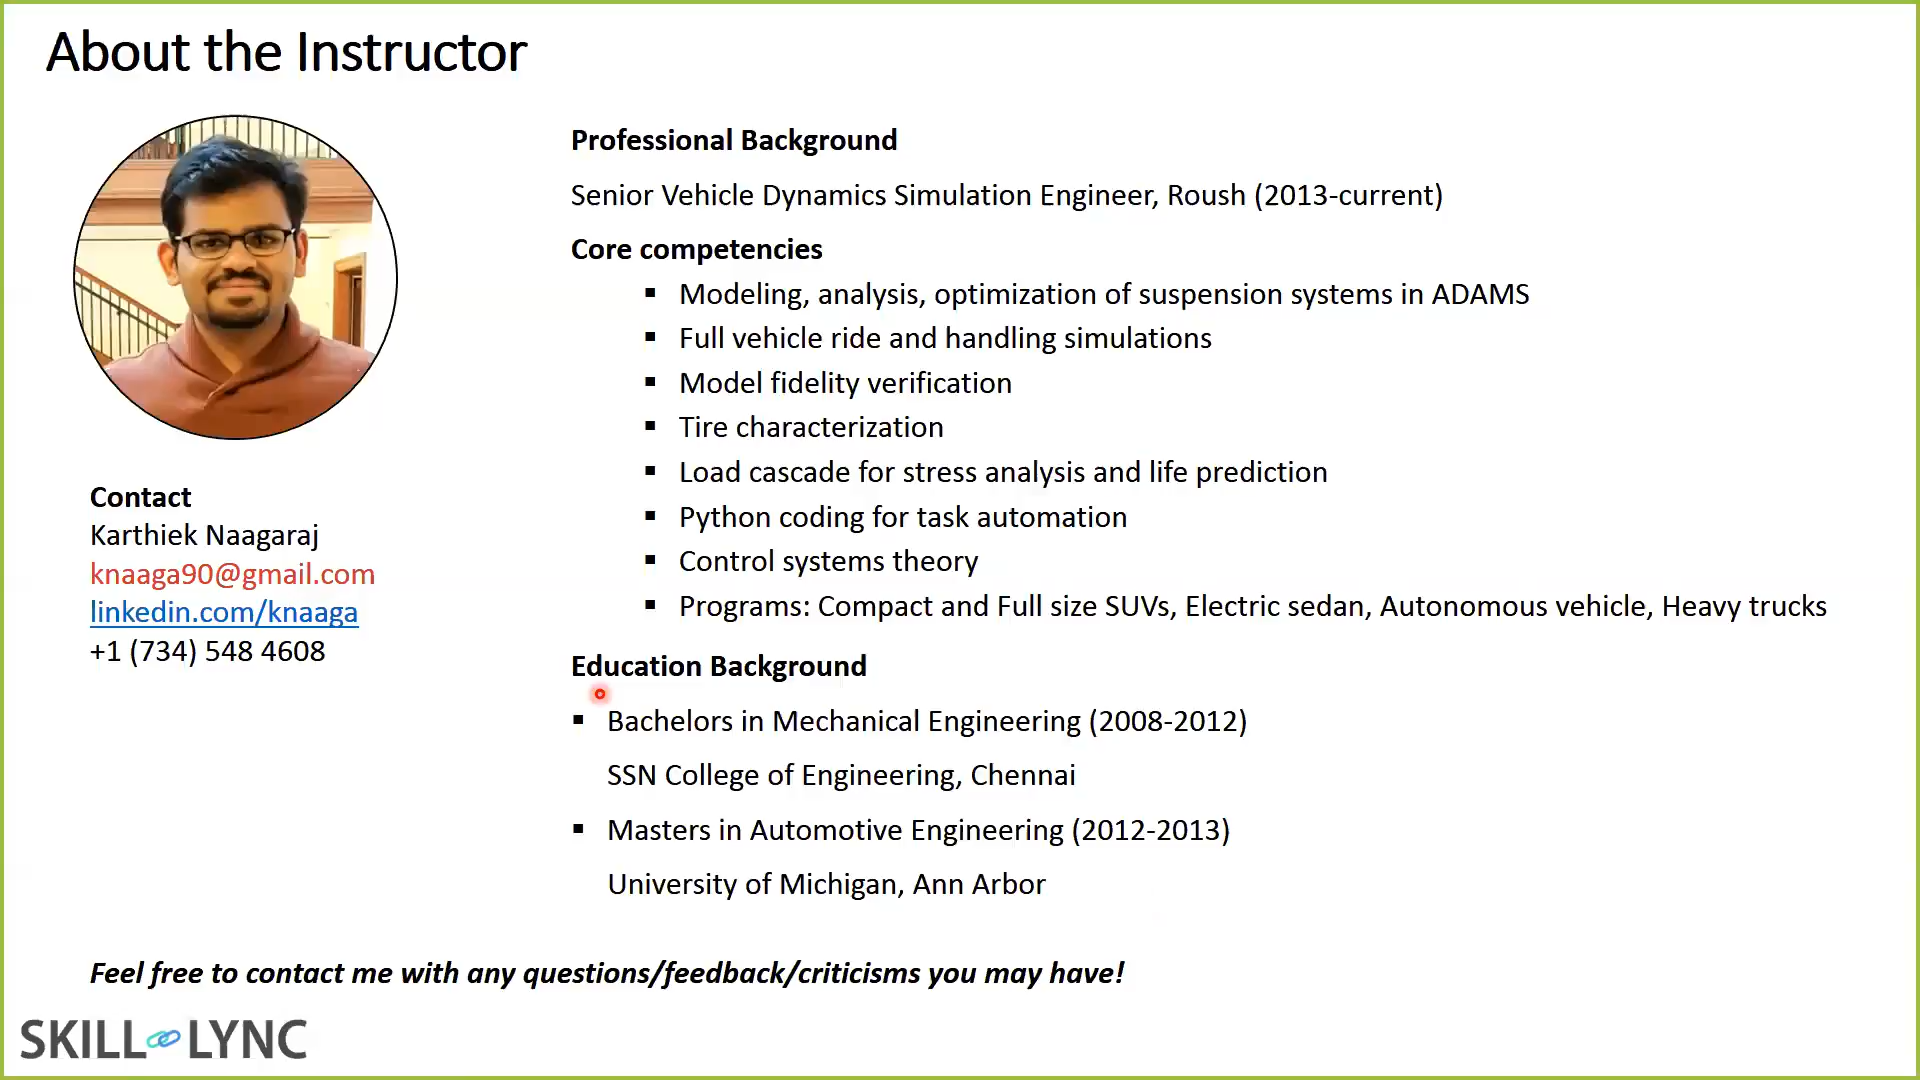 About the Instructor
Contact
Karthiek Naagaraj
knaaga90@gmail.com
linkedin.com/knaaga
+1 (734) 548 4608
Professional Background
Senior Vehicle Dynamics Simulation Engineer, Roush (2013-current)
Core competencies
▪ Modeling, analysis, optimization of suspension systems in ADAMS
▪ Full vehicle ride and handling simulations
▪ Model fidelity verification
▪ Tire characterization
▪ Load cascade for stress analysis and life prediction
▪ Python coding for task automation
▪ Control systems theory
▪ Programs: Compact and Full size SUVs, Electric sedan, Autonomous vehicle, Heavy trucks
Education Background
▪ Bachelors in Mechanical Engineering (2008-2012)
SSN College of Engineering, Chennai
▪ Masters in Automotive Engineering (2012-2013)
University of Michigan, Ann Arbor
Feel free to contact me with any questions/feedback/criticisms you may have!
SKILL LYNC